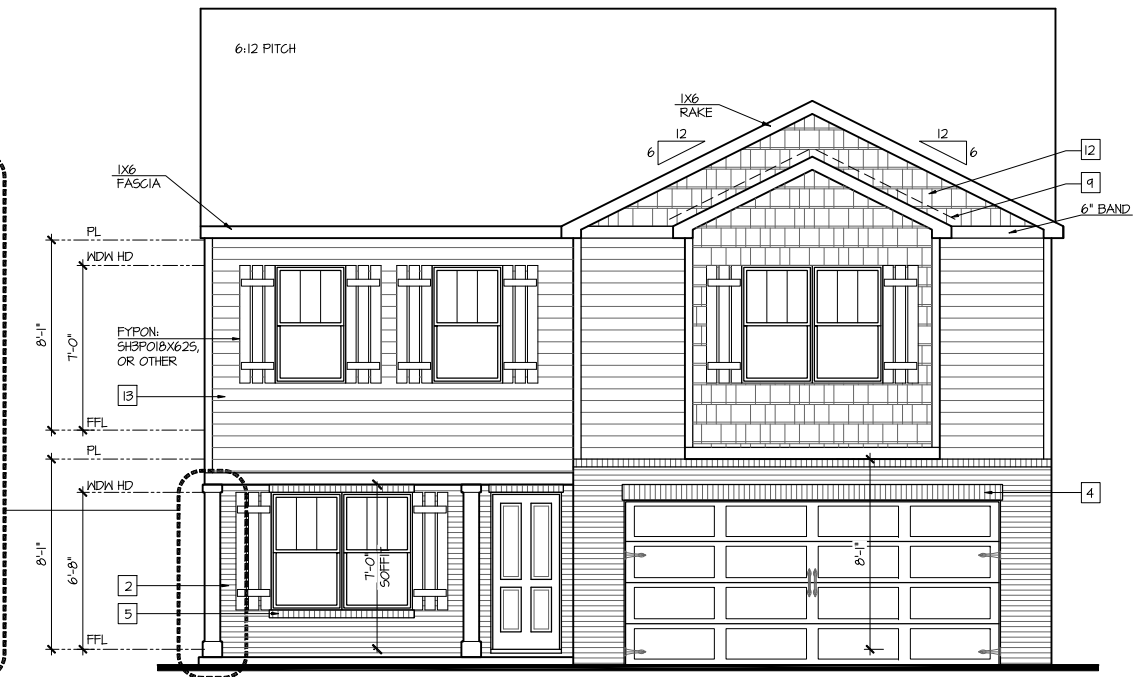 6:12 PITCH
1X6
RAKE
12
6
12
6
12
9
6" BAND
1X6
FASCIA
PL
WDW HD
8'-1"
7'-0"
FYPON:
SH3P018X62S,
OR OTHER
13
FFL
PL
WDW HD
8'-1"
6'-8"
4
7'-0"
SOFFIT
8'-1"
2
5
FFL